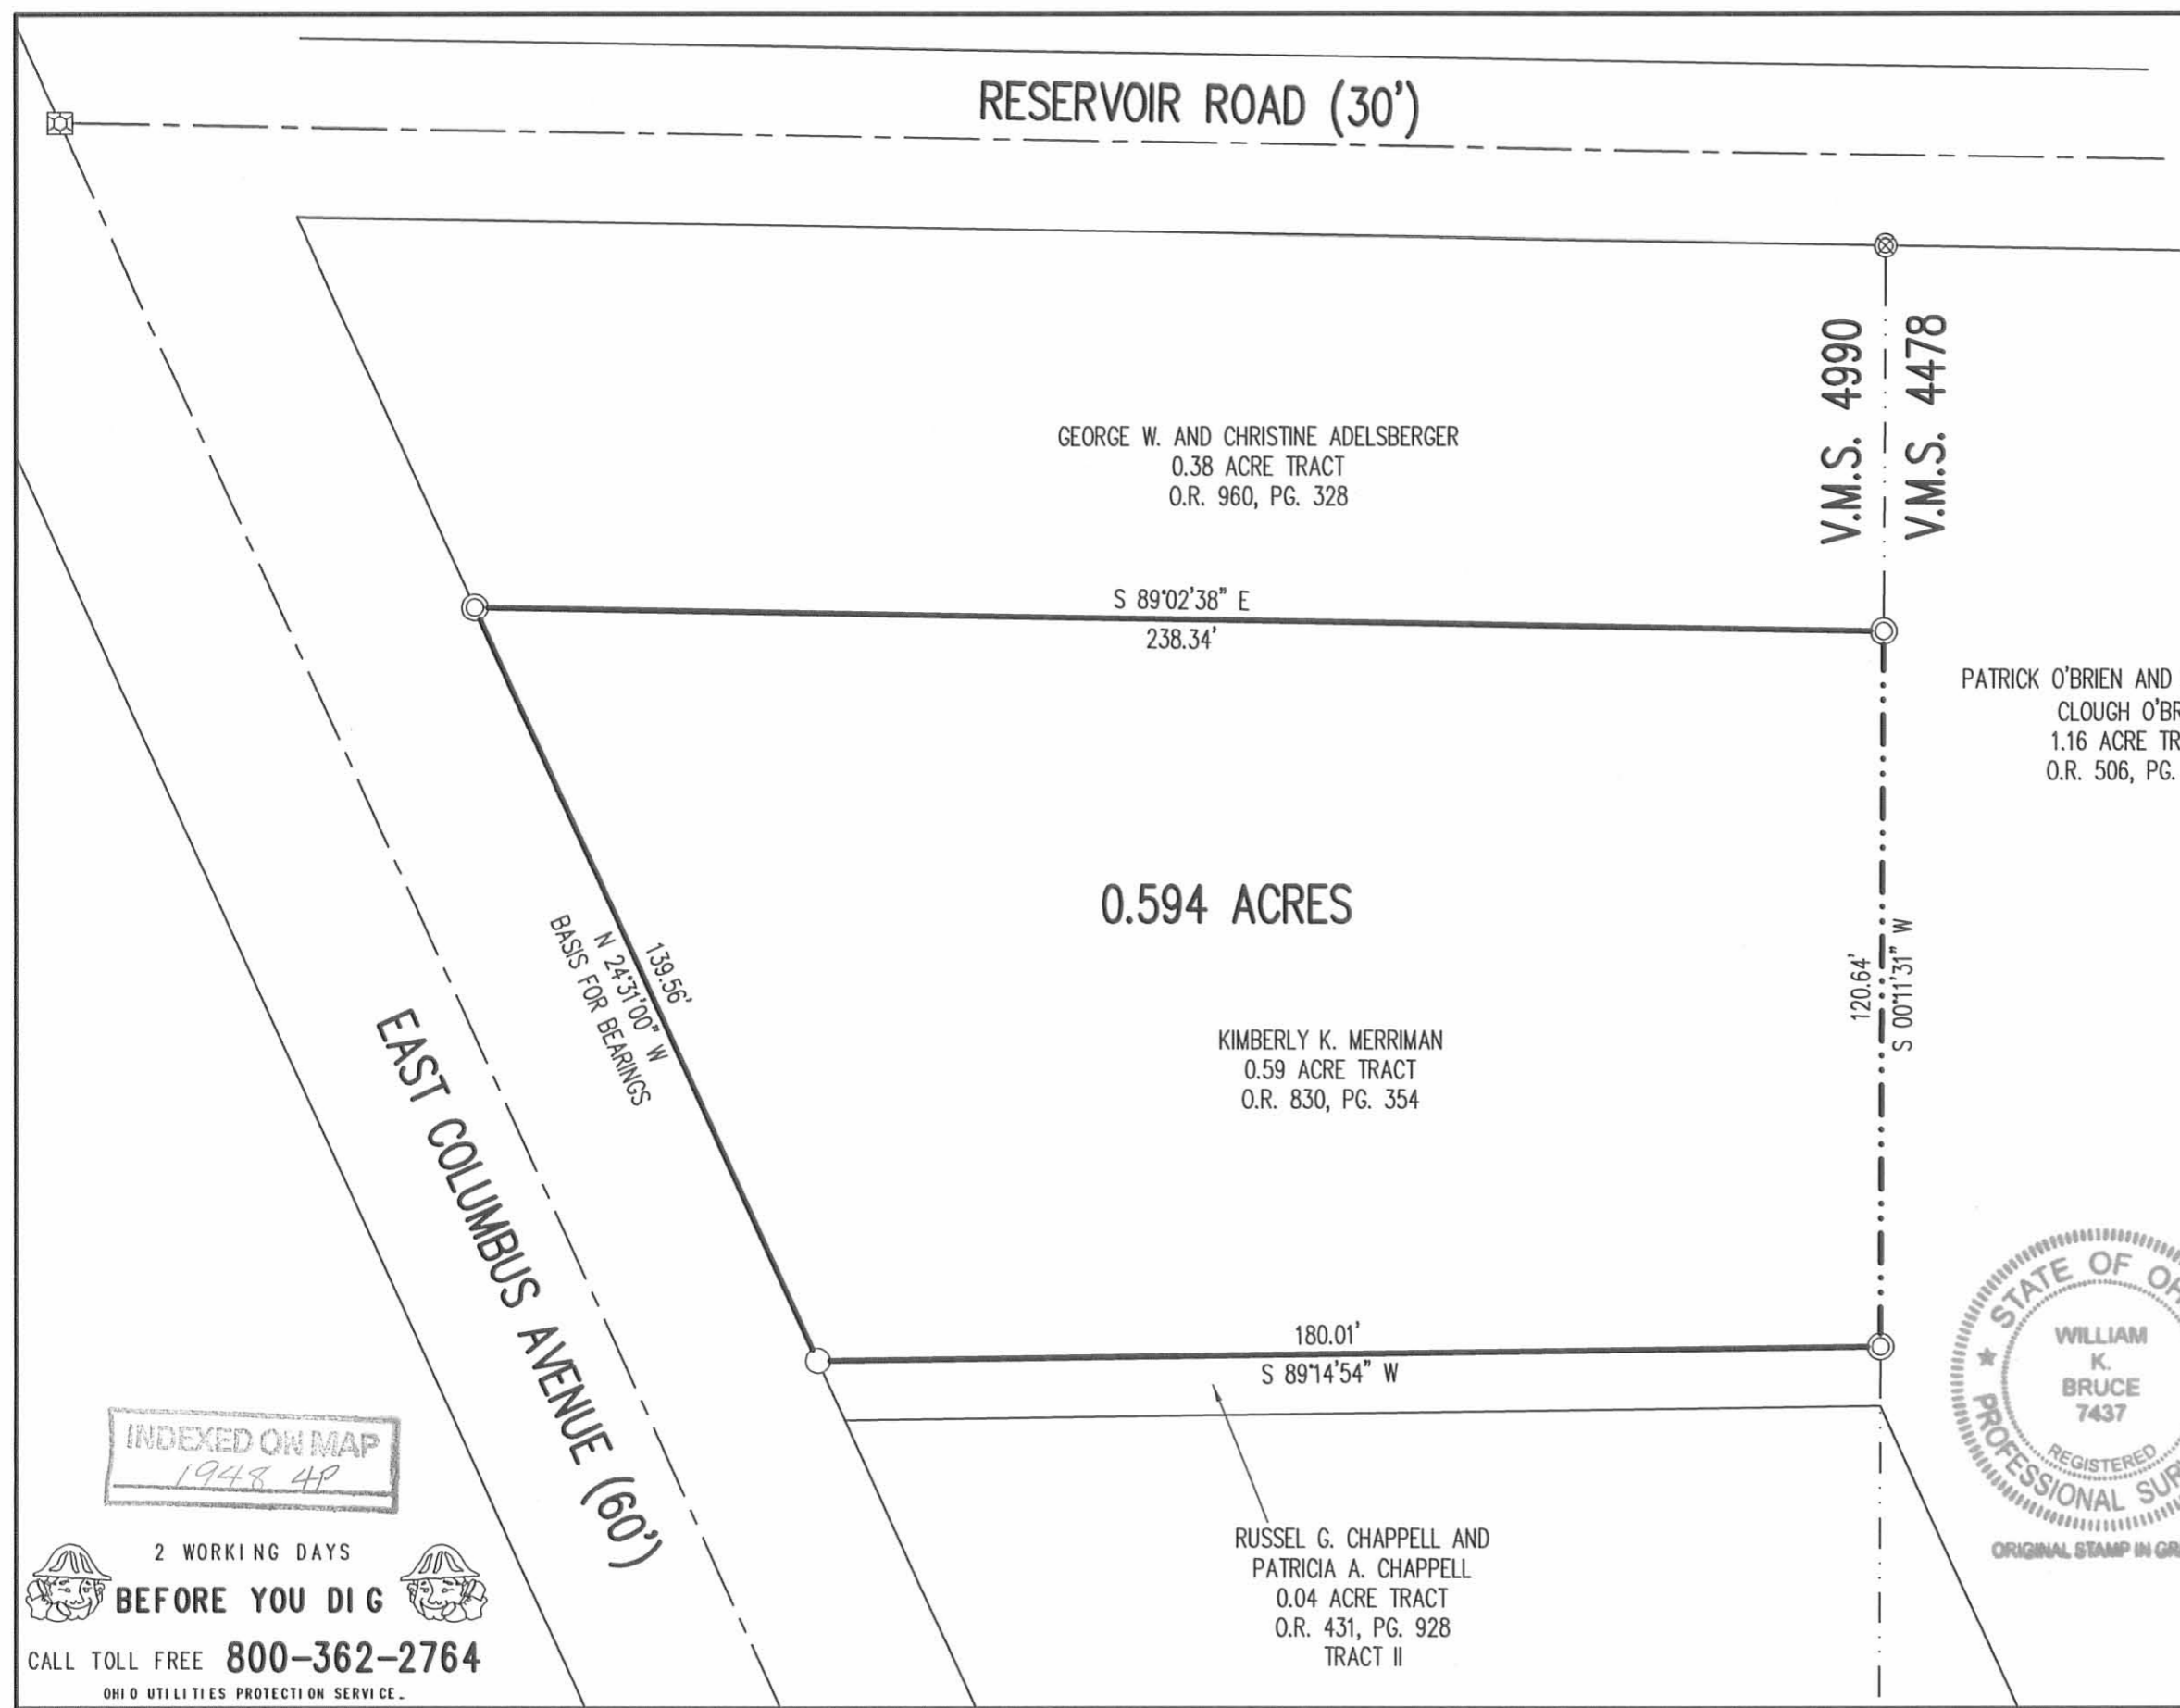 RESERVOIR ROAD (30')
V.M.S. 4990
V.M.S. 4478
GEORGE W. AND CHRISTINE ADELSBERGER
0.38 ACRE TRACT
O.R. 960, PG. 328
S 89°02'38" E
238.34'
PATRICK O'BRIEN AND
CLOUGH O'BR
1.16 ACRE TR
O.R. 506, PG.
0.594 ACRES
139.56'
N 24°31'00" W
BASIS FOR BEARINGS
120.64'
S 00°11'31" W
KIMBERLY K. MERRIMAN
0.59 ACRE TRACT
O.R. 830, PG. 354
EAST COLUMBUS AVENUE (60')
180.01'
S 89°14'54" W
RUSSEL G. CHAPPELL AND
PATRICIA A. CHAPPELL
0.04 ACRE TRACT
O.R. 431, PG. 928
TRACT II
STATE OF OH
WILLIAM
K.
BRUCE
7437
REGISTERED
PROFESSIONAL SUR
ORIGINAL STAMP IN GR
INDEXED ON MAP
1948 4P
2 WORKING DAYS
BEFORE YOU DIG
CALL TOLL FREE 800-362-2764
OHIO UTILITIES PROTECTION SERVICE.